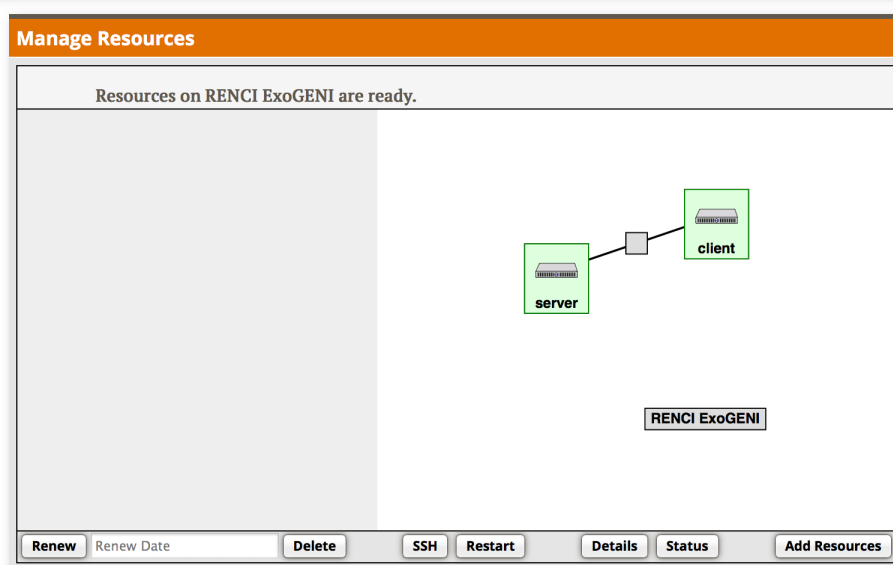 Manage Resources
Resources on RENCI ExoGENI are ready.
client
server
RENCI ExoGENI
Renew Renew Date Delete SSH Restart Details Status Add Resources